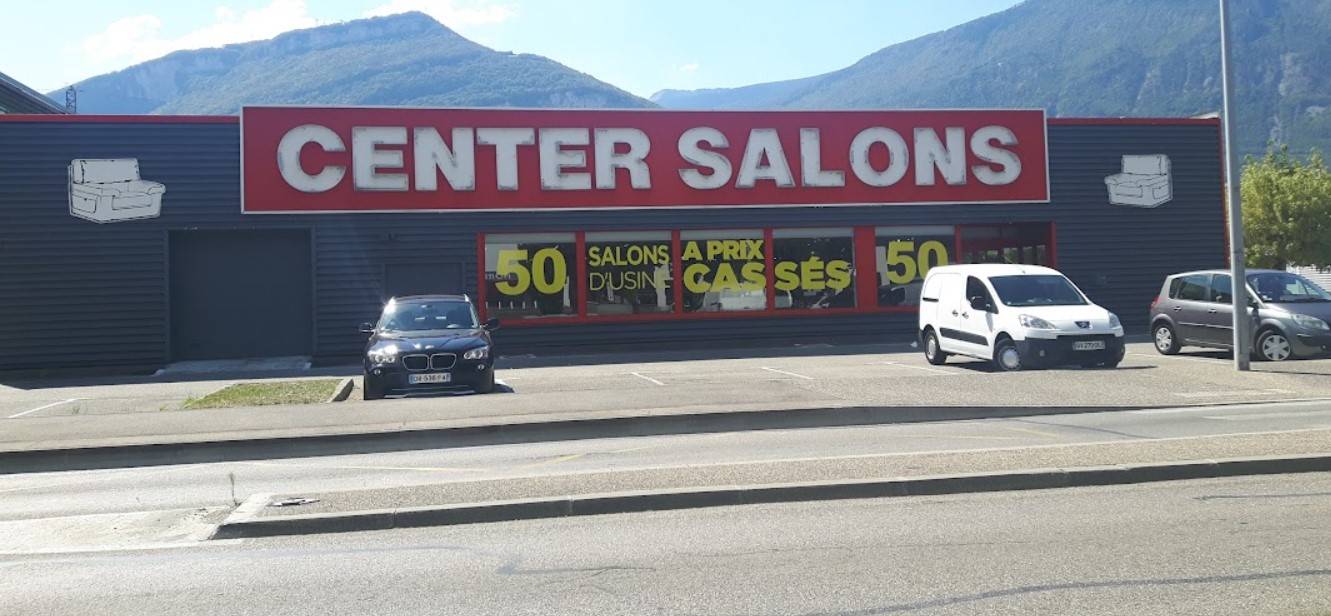 CENTER SALONS
50 SALONS D'USINE A PRIX CASSÉS 50